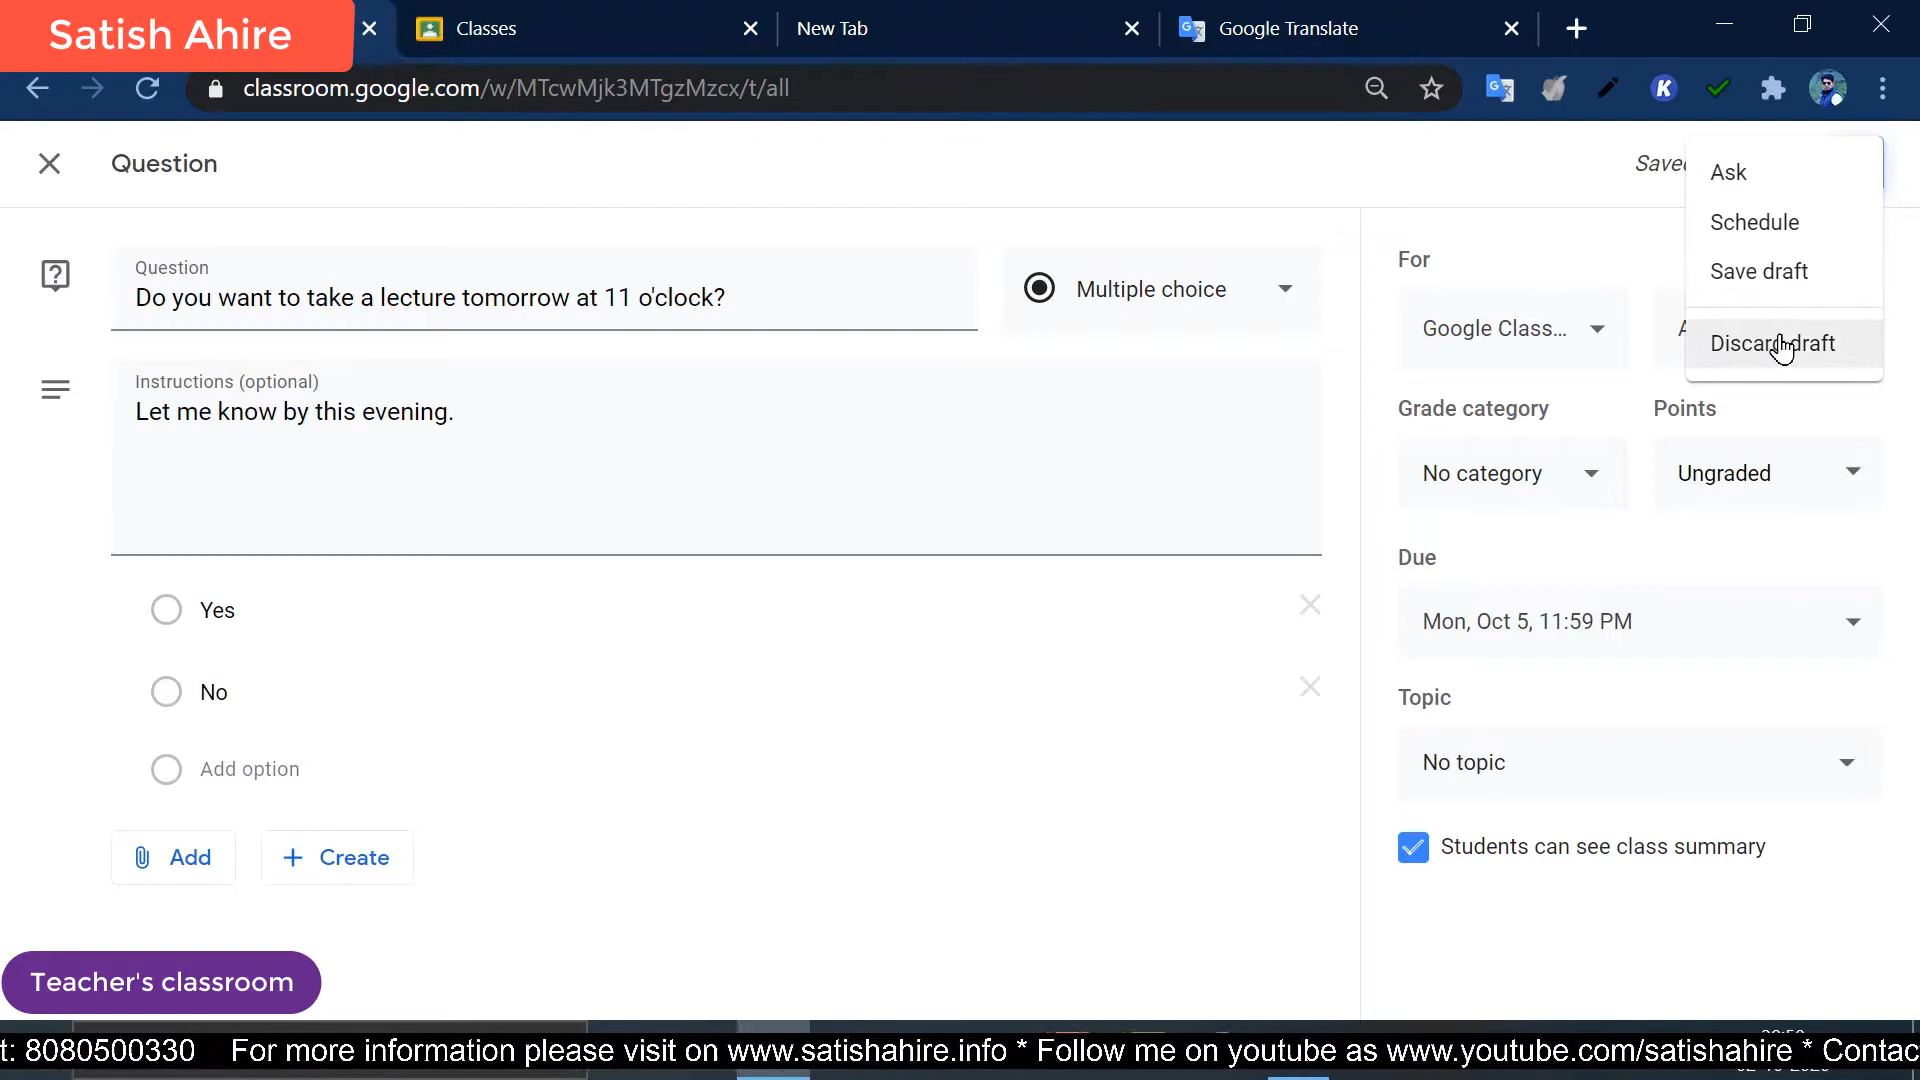 Satish Ahire
Classes
New Tab
Google Translate
classroom.google.com/w/MTcwMjk3MTgzMzcx/t/all
K
Question
Saved
Ask
Schedule
Save draft
Discard draft
Question
Do you want to take a lecture tomorrow at 11 o'clock?
Multiple choice
Instructions (optional)
Let me know by this evening.
Yes
No
Add option
Add
Create
For
Google Class...
Grade category
Points
No category
Ungraded
Due
Mon, Oct 5, 11:59 PM
Topic
No topic
Students can see class summary
Teacher's classroom
t: 8080500330 For more information please visit on www.satishahire.info * Follow me on youtube as www.youtube.com/satishahire * Contac